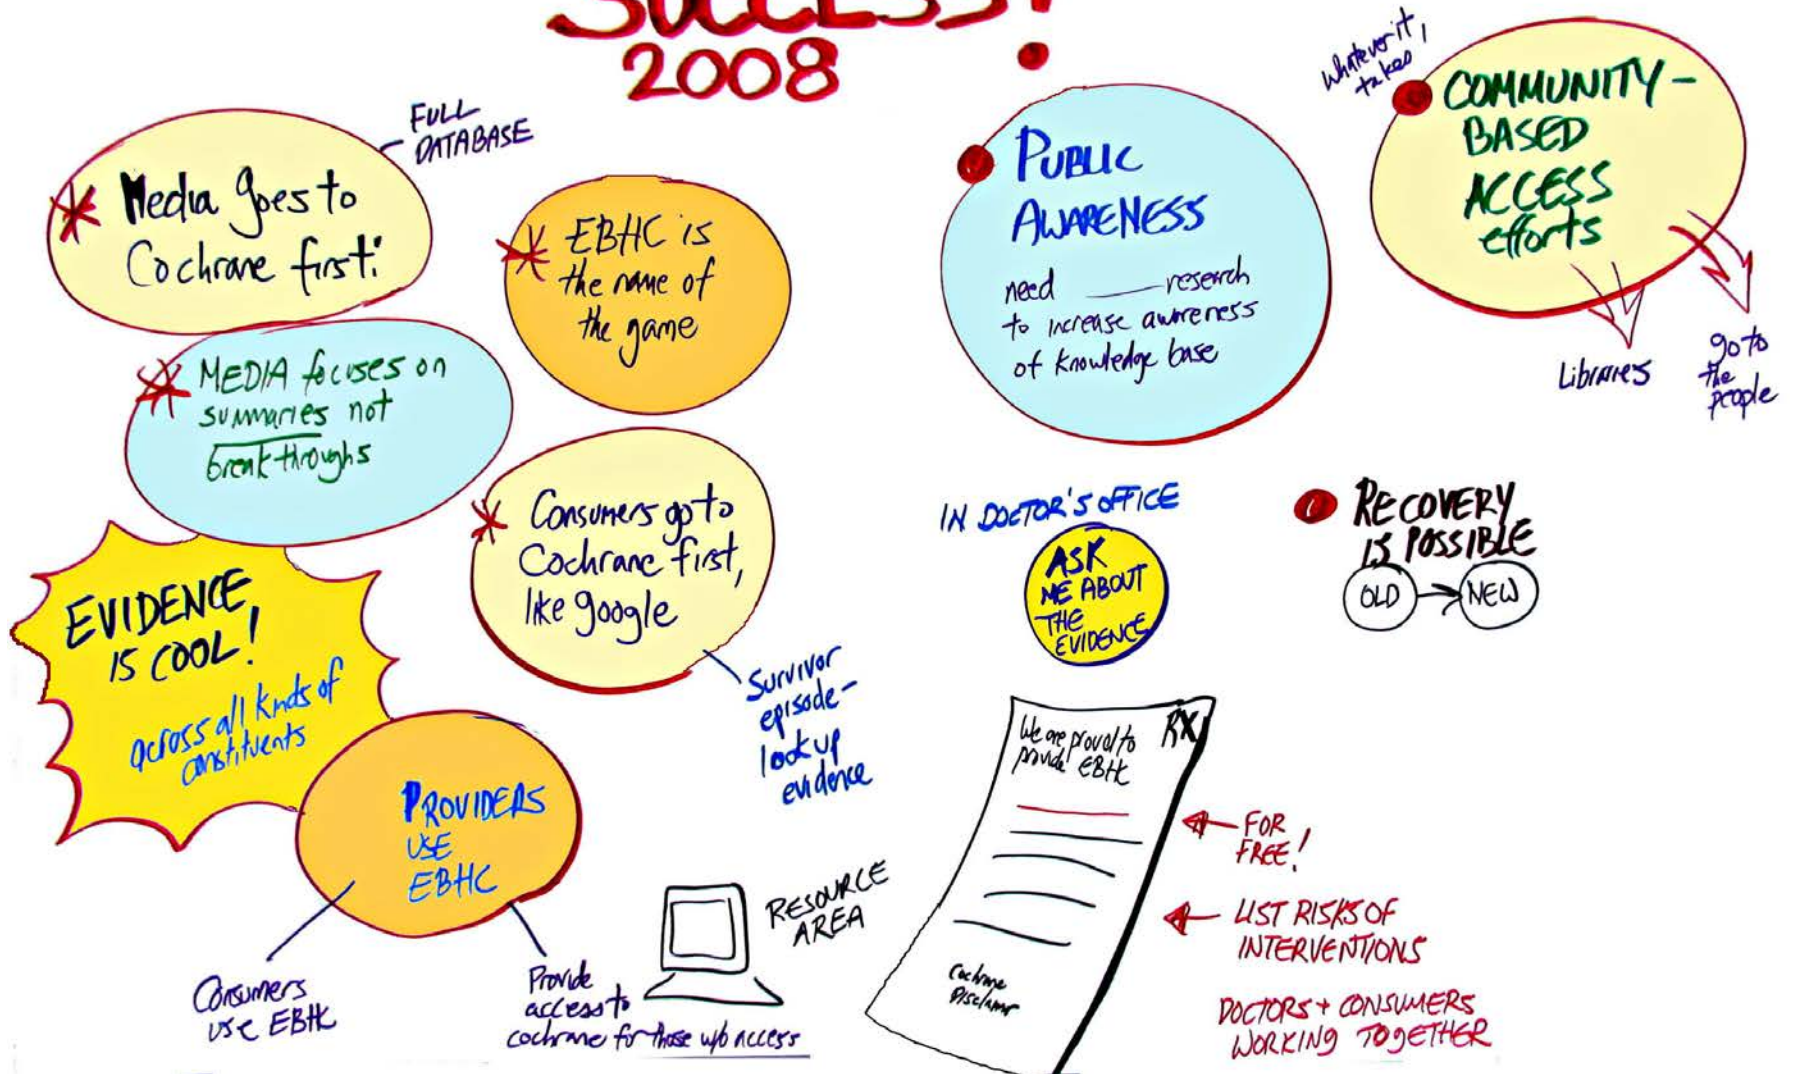 SUCCESS!
2008
FULL
DATABASE
Media goes to
Cochrane first!
EBHC is
the name of
the game
MEDIA focuses on
summaries not
breakthroughs
Consumers go to
Cochrane first,
like google
Survivor
episode-
look up
evidence
EVIDENCE
IS COOL!
across all kinds of
constituents
PROVIDERS
USE
EBHC
Consumers
use EBHC
Provide
access to
cochrane for those w/o access
RESOURCE
AREA
PUBLIC
AWARENESS
need ____ research
to increase awareness
of knowledge base
whatever it
takes
COMMUNITY-
BASED
ACCESS
efforts
Libraries
go to
the
people
IN DOCTOR'S OFFICE
ASK
ME ABOUT
THE
EVIDENCE
RECOVERY
IS POSSIBLE
OLD → NEW
We are proud to
provide EBHC
RX
Cochrane
FOR
FREE!
LIST RISKS OF
INTERVENTIONS
DOCTORS + CONSUMERS
WORKING TOGETHER